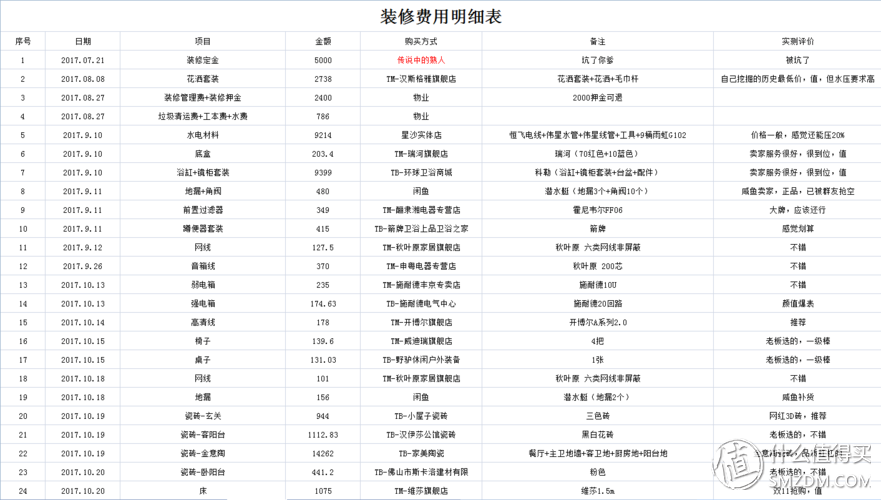 装修费用明细表
序号 日期 项目 金额 购买方式 备注 实测评价
1 2017.07.21 装修定金 5000 传说中的熟人 坑了你爹 被坑了
2 2017.08.08 花洒套装 2738 TM-汉斯格雅旗舰店 花洒套装+花洒+毛巾杆 自己挖掘的历史最低价，值，但水压要求高
3 2017.08.27 装修管理费+装修押金 2400 物业 2000押金可退
4 2017.08.27 垃圾清运费+工本费+水费 786 物业
5 2017.9.10 水电材料 9214 星沙实体店 恒飞电线+伟星水管+伟星线管+工具+9桶雨虹G102 价格一般，感觉还能压20%
6 2017.9.10 底盒 203.4 TM-瑞河旗舰店 瑞河（70红色+10蓝色） 卖家服务很好，很到位，值
7 2017.9.10 浴缸+镜柜套装 9399 TB-环球卫浴商城 科勒（浴缸+镜柜套装+台盆+配件） 卖家服务很好，很到位，值
8 2017.9.11 地漏+角阀 480 闲鱼 潜水艇（地漏3个+角阀10个） 咸鱼卖家，正品，已被群友抢空
9 2017.9.11 前置过滤器 349 TM-融隶湘电器专营店 霍尼韦尔FF06 大牌，应该还行
10 2017.9.11 蹲便器套装 415 TB-箭牌卫浴上品卫浴之家 箭牌 感觉划算
11 2017.9.12 网线 127.5 TM-秋叶原家居旗舰店 秋叶原 六类网线非屏蔽 不错
12 2017.9.26 音箱线 370 TM-申粤电器专营店 秋叶原 200芯 不错
13 2017.10.13 弱电箱 235 TM-施耐德丰京专卖店 施耐德10U 不错
14 2017.10.13 强电箱 174.63 TB-施耐德电气中心 施耐德20回路 颜值爆表
15 2017.10.14 高清线 178 TM-开博尔旗舰店 开博尔A系列2.0 推荐
16 2017.10.15 椅子 139.6 TM-威迪瑞旗舰店 4把 老板选的，一级棒
17 2017.10.15 桌子 131.03 TB-野驴休闲户外装备 1张 老板选的，一级棒
18 2017.10.18 网线 101 TM-秋叶原家居旗舰店 秋叶原 六类网线非屏蔽 不错
19 2017.10.18 地漏 156 闲鱼 潜水艇（地漏2个） 咸鱼补货
20 2017.10.19 瓷砖-玄关 944 TB-小屋子瓷砖 三色砖 网红3D砖，推荐
21 2017.10.19 瓷砖-客阳台 1112.83 TB-汉伊莎公馆瓷砖 黑白花砖 老板选的，不错
22 2017.10.19 瓷砖-金意陶 14262 TB-家美陶瓷 餐厅+主卫地墙+客卫地+厨房地+阳台地
23 2017.10.20 瓷砖-卧阳台 441.2 TB-佛山市斯卡洛建材有限 粉色 老板选的，不错
24 2017.10.19 床 1075 TM-维莎旗舰店 维莎1.5m 双11抢购，值
值 什么值得买
SMZDM.COM